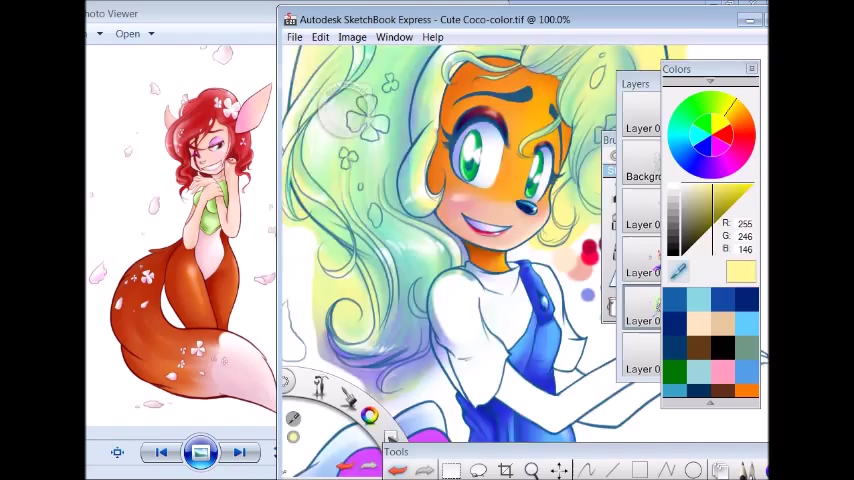 hoto Viewer
Open
Autodesk SketchBook Express - Cute Coco-color.tif @ 100.0%
File Edit Image Window Help
Layers
Layer 0
Backgr
Layer 0
Layer 0
Layer 0
Layer 0
Colors
R: 255
G: 246
B: 146
Tools